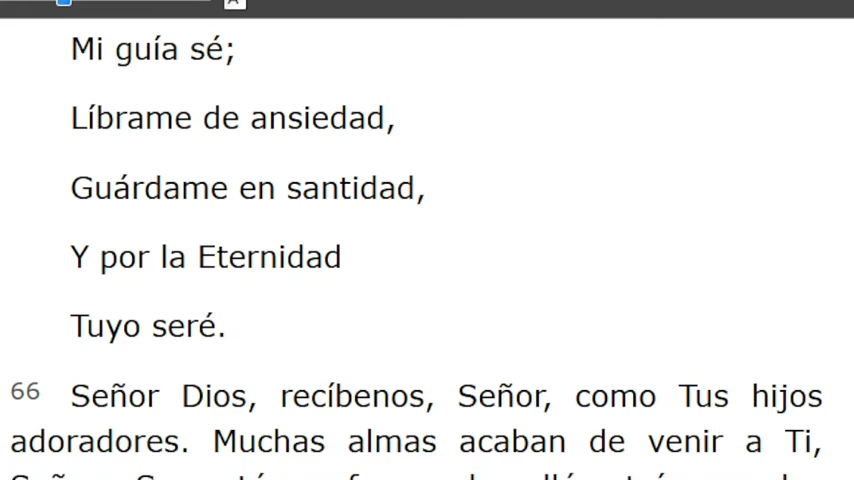 Mi guía sé;
Líbrame de ansiedad,
Guárdame en santidad,
Y por la Eternidad
Tuyo seré.
66 Señor Dios, recíbenos, Señor, como Tus hijos
adoradores. Muchas almas acaban de venir a Ti,